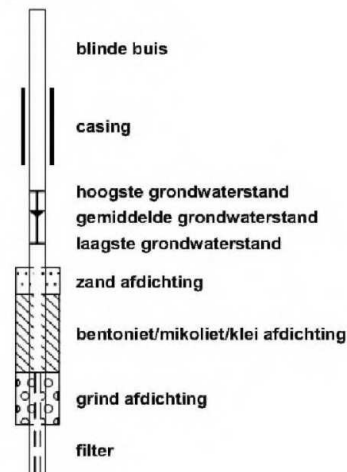 blinde buis
casing
hoogste grondwaterstand
gemiddelde grondwaterstand
laagste grondwaterstand
zand afdichting
bentoniet/mikoliet/klei afdichting
grind afdichting
filter